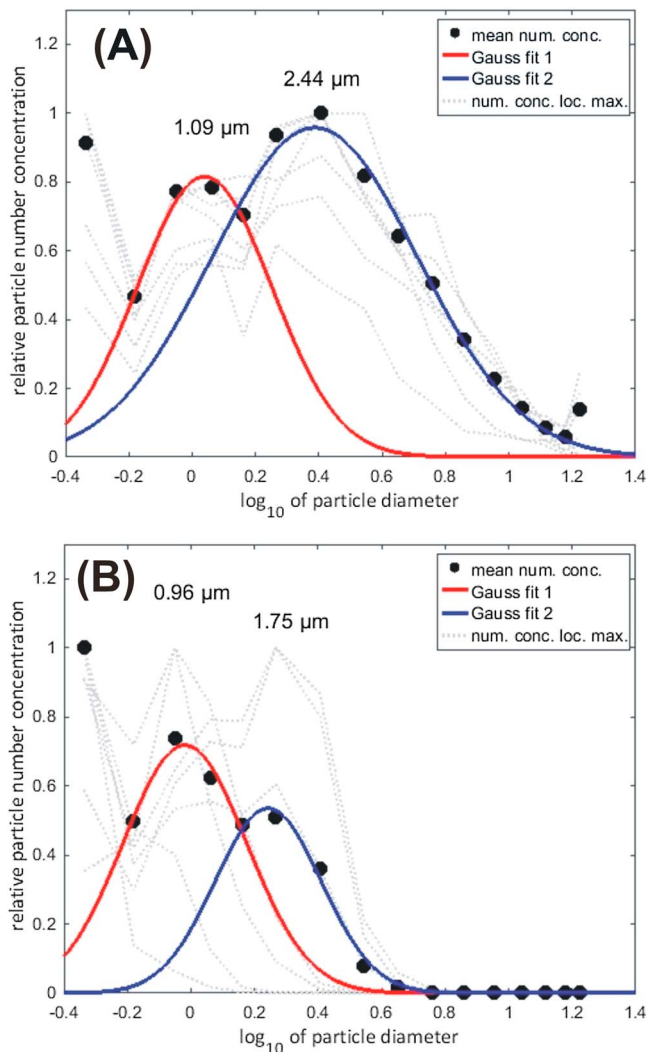 (A)
1.2
1
0.8
0.6
0.4
0.2
0
relative particle number concentration
1.09 µm
2.44 µm
mean num. conc.
Gauss fit 1
Gauss fit 2
num. conc. loc. max.
-0.4 -0.2 0 0.2 0.4 0.6 0.8 1 1.2 1.4
log10 of particle diameter
(B)
1.2
1
0.8
0.6
0.4
0.2
0
relative particle number concentration
0.96 µm
1.75 µm
mean num. conc.
Gauss fit 1
Gauss fit 2
num. conc. loc. max.
-0.4 -0.2 0 0.2 0.4 0.6 0.8 1 1.2 1.4
log10 of particle diameter